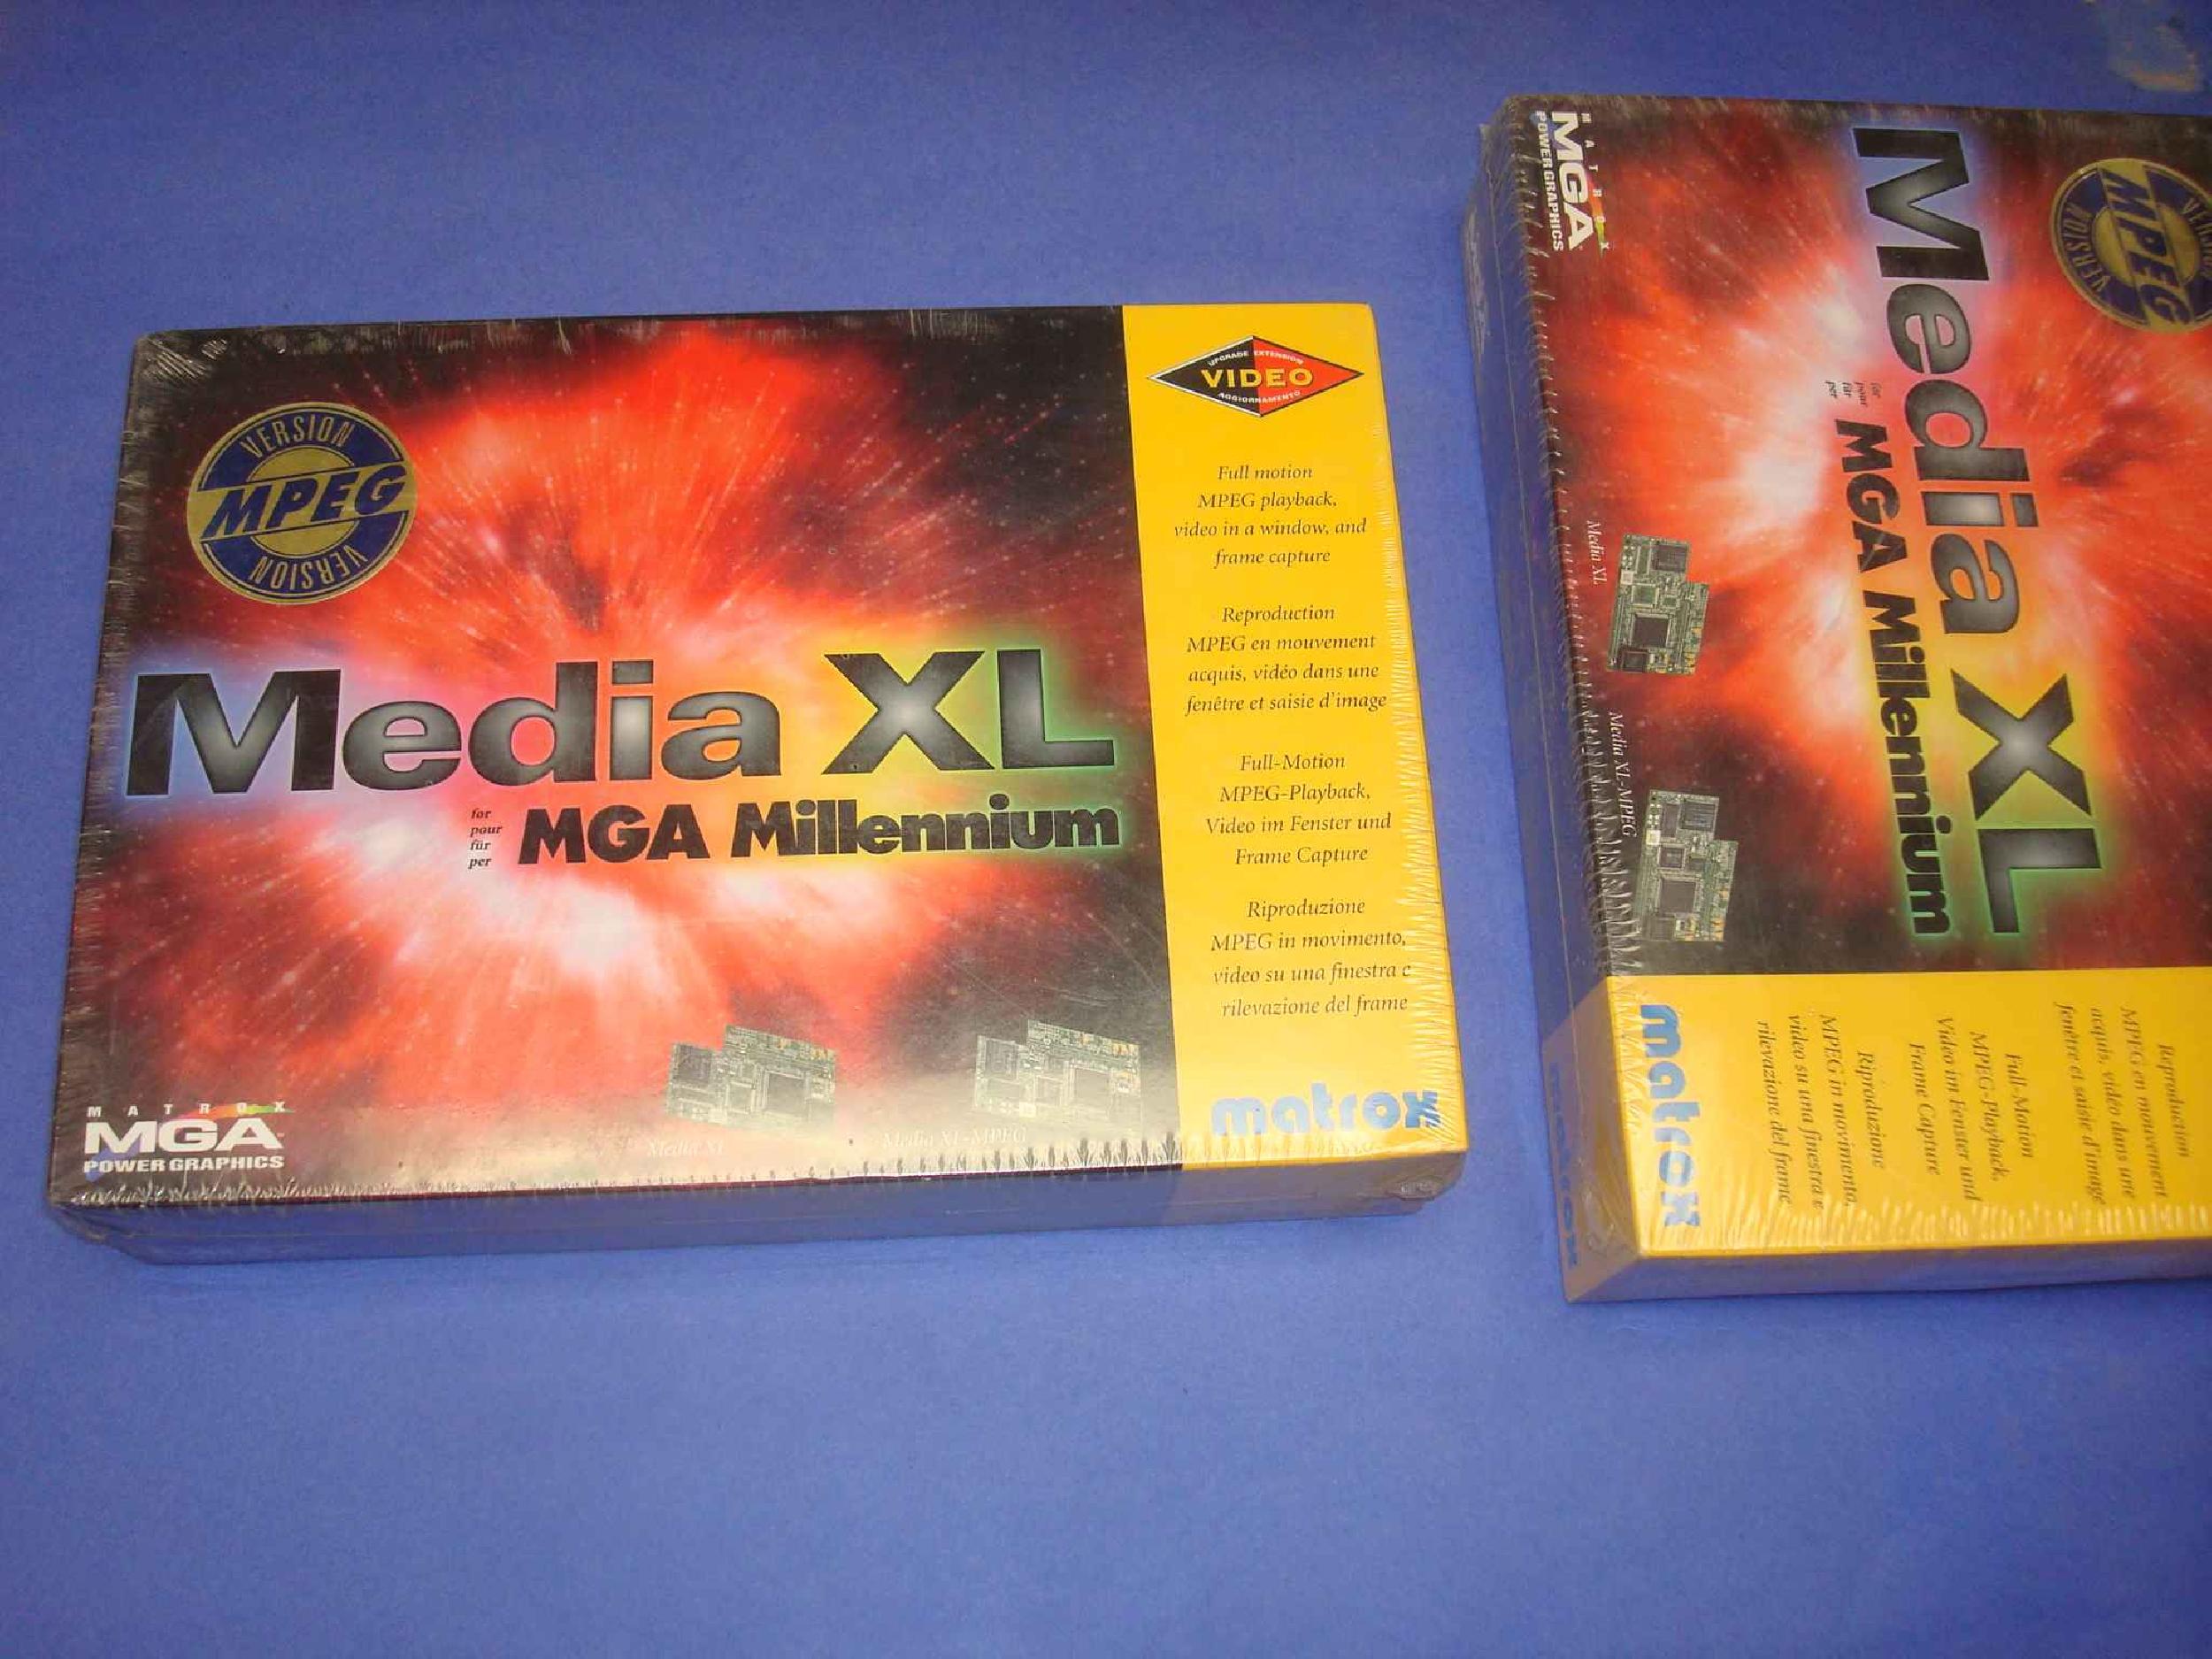 VERSION
MPEG
VERSION
Media XL
for
pour
für
per
MGA Millennium
MATROX
MGA
POWER GRAPHICS
Media XL
Media XL-MPEG
UPGRADE EXTENSION
VIDEO
AGGIORNAMENTO
Full motion
MPEG playback,
video in a window, and
frame capture
Reproduction
MPEG en mouvement
acquis, vidéo dans une
fenêtre et saisie d'image
Full-Motion
MPEG-Playback,
Video im Fenster und
Frame Capture
Riproduzione
MPEG in movimento,
video su una finestra e
rilevazione del frame
matrox
VERSION
MPEG
VERSION
Media XL
for
pour
für
per
MGA Millennium
MATROX
MGA
POWER GRAPHICS
Media XL
Media XL-MPEG
Reproduction
MPEG en mouvement
acquis, vidéo dans une
fenêtre et saisie d'image
Full-Motion
MPEG-Playback,
Video im Fenster und
Frame Capture
Riproduzione
MPEG in movimento,
video su una finestra e
rilevazione del frame
matrox
matrox